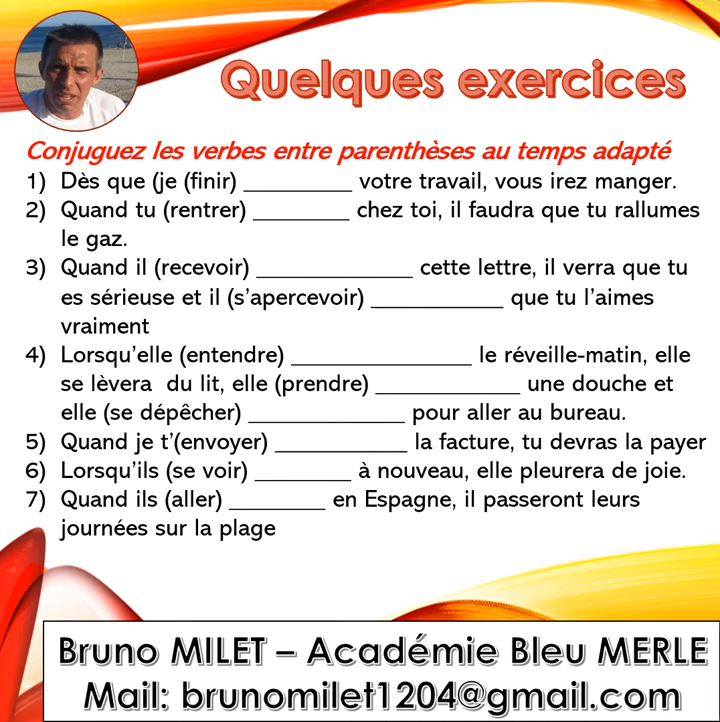 Quelques exercices
Conjuguez les verbes entre parenthèses au temps adapté
1) Dès que (je (finir) _________ votre travail, vous irez manger.
2) Quand tu (rentrer) ________ chez toi, il faudra que tu rallumes
le gaz.
3) Quand il (recevoir) _____________ cette lettre, il verra que tu
es sérieuse et il (s’apercevoir) ___________ que tu l’aimes
vraiment
4) Lorsqu’elle (entendre) _______________ le réveille-matin, elle
se lèvera du lit, elle (prendre) ____________ une douche et
elle (se dépêcher) _____________ pour aller au bureau.
5) Quand je t’(envoyer) ___________ la facture, tu devras la payer
6) Lorsqu’ils (se voir) ________ à nouveau, elle pleurera de joie.
7) Quand ils (aller) ________ en Espagne, il passeront leurs
journées sur la plage
Bruno MILET – Académie Bleu MERLE
Mail: brunomilet1204@gmail.com